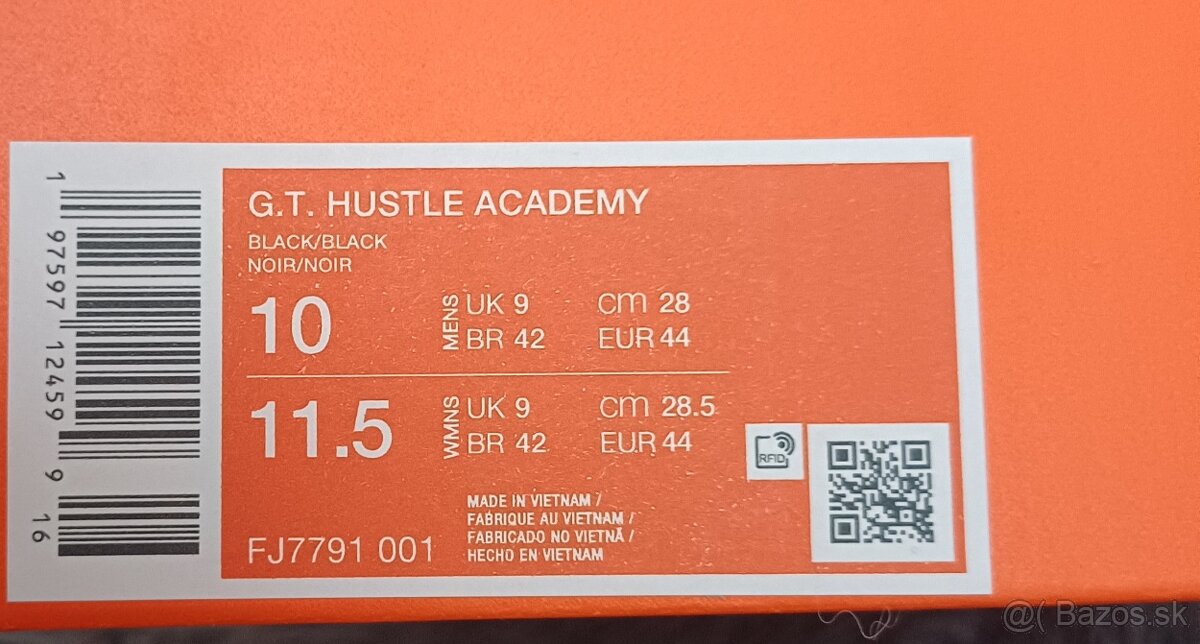 1 97597 12459 9 16
G.T. HUSTLE ACADEMY
BLACK/BLACK
NOIR/NOIR
10 MENS UK 9 cm 28
BR 42 EUR 44
11.5 WMNS UK 9 cm 28.5
BR 42 EUR 44
RFID
MADE IN VIETNAM /
FABRIQUE AU VIETNAM /
FABRICADO NO VIETNÃ /
HECHO EN VIETNAM
FJ7791 001
@( Bazos.sk